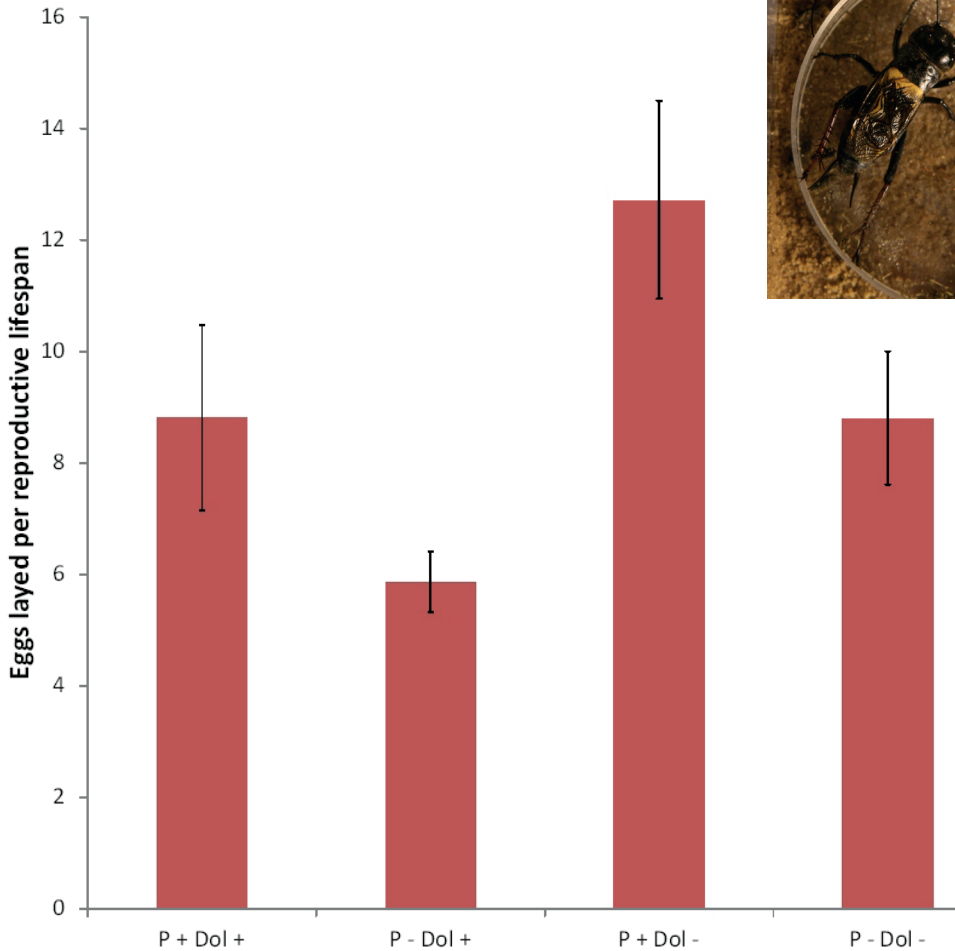 16
14
12
10
8
6
4
2
0
Eggs layed per reproductive lifespan
P + Dol +
P - Dol +
P + Dol -
P - Dol -